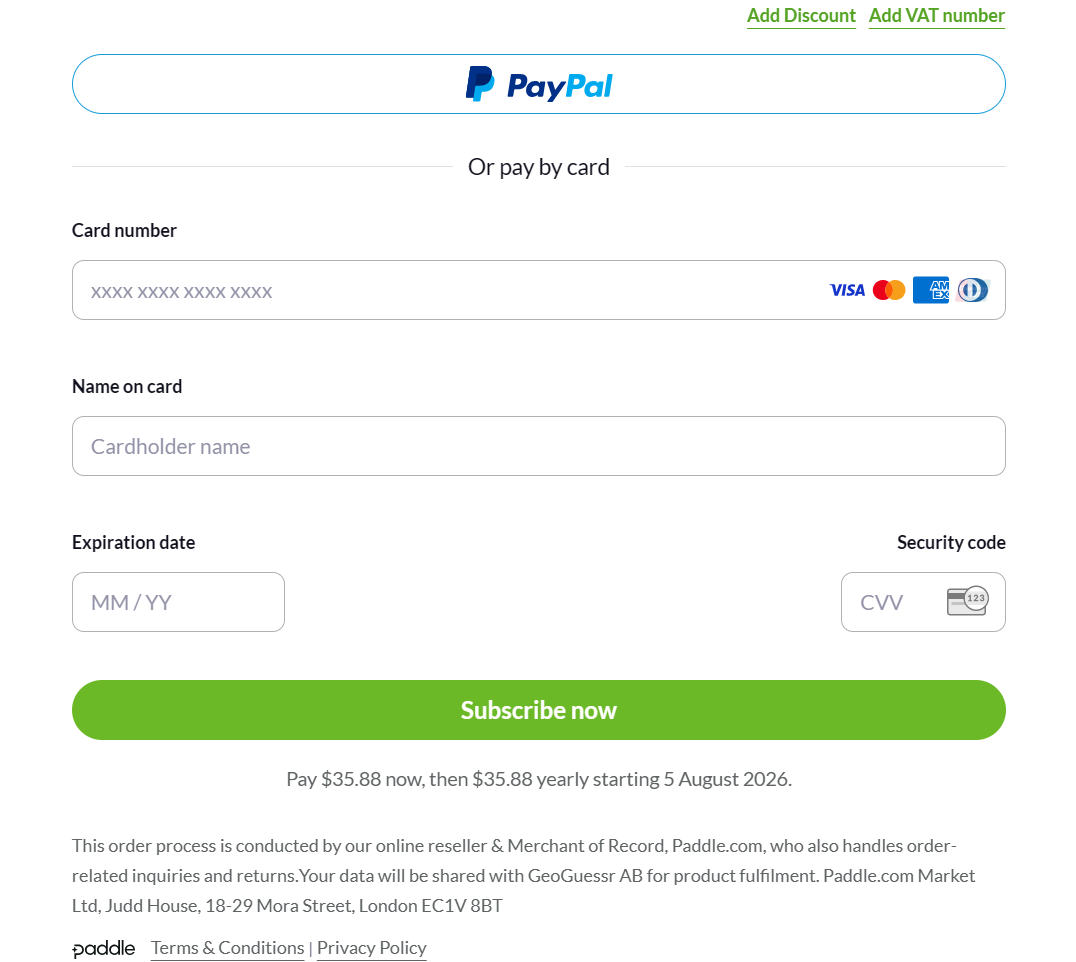 Add Discount Add VAT number
PayPal
Or pay by card
Card number
xxxx xxxx xxxx xxxx VISA AM EX
Name on card
Cardholder name
Expiration date Security code
MM / YY CVV 123
Subscribe now
Pay $35.88 now, then $35.88 yearly starting 5 August 2026.
This order process is conducted by our online reseller & Merchant of Record, Paddle.com, who also handles order-
related inquiries and returns.Your data will be shared with GeoGuessr AB for product fulfilment. Paddle.com Market
Ltd, Judd House, 18-29 Mora Street, London EC1V 8BT
paddle Terms & Conditions | Privacy Policy